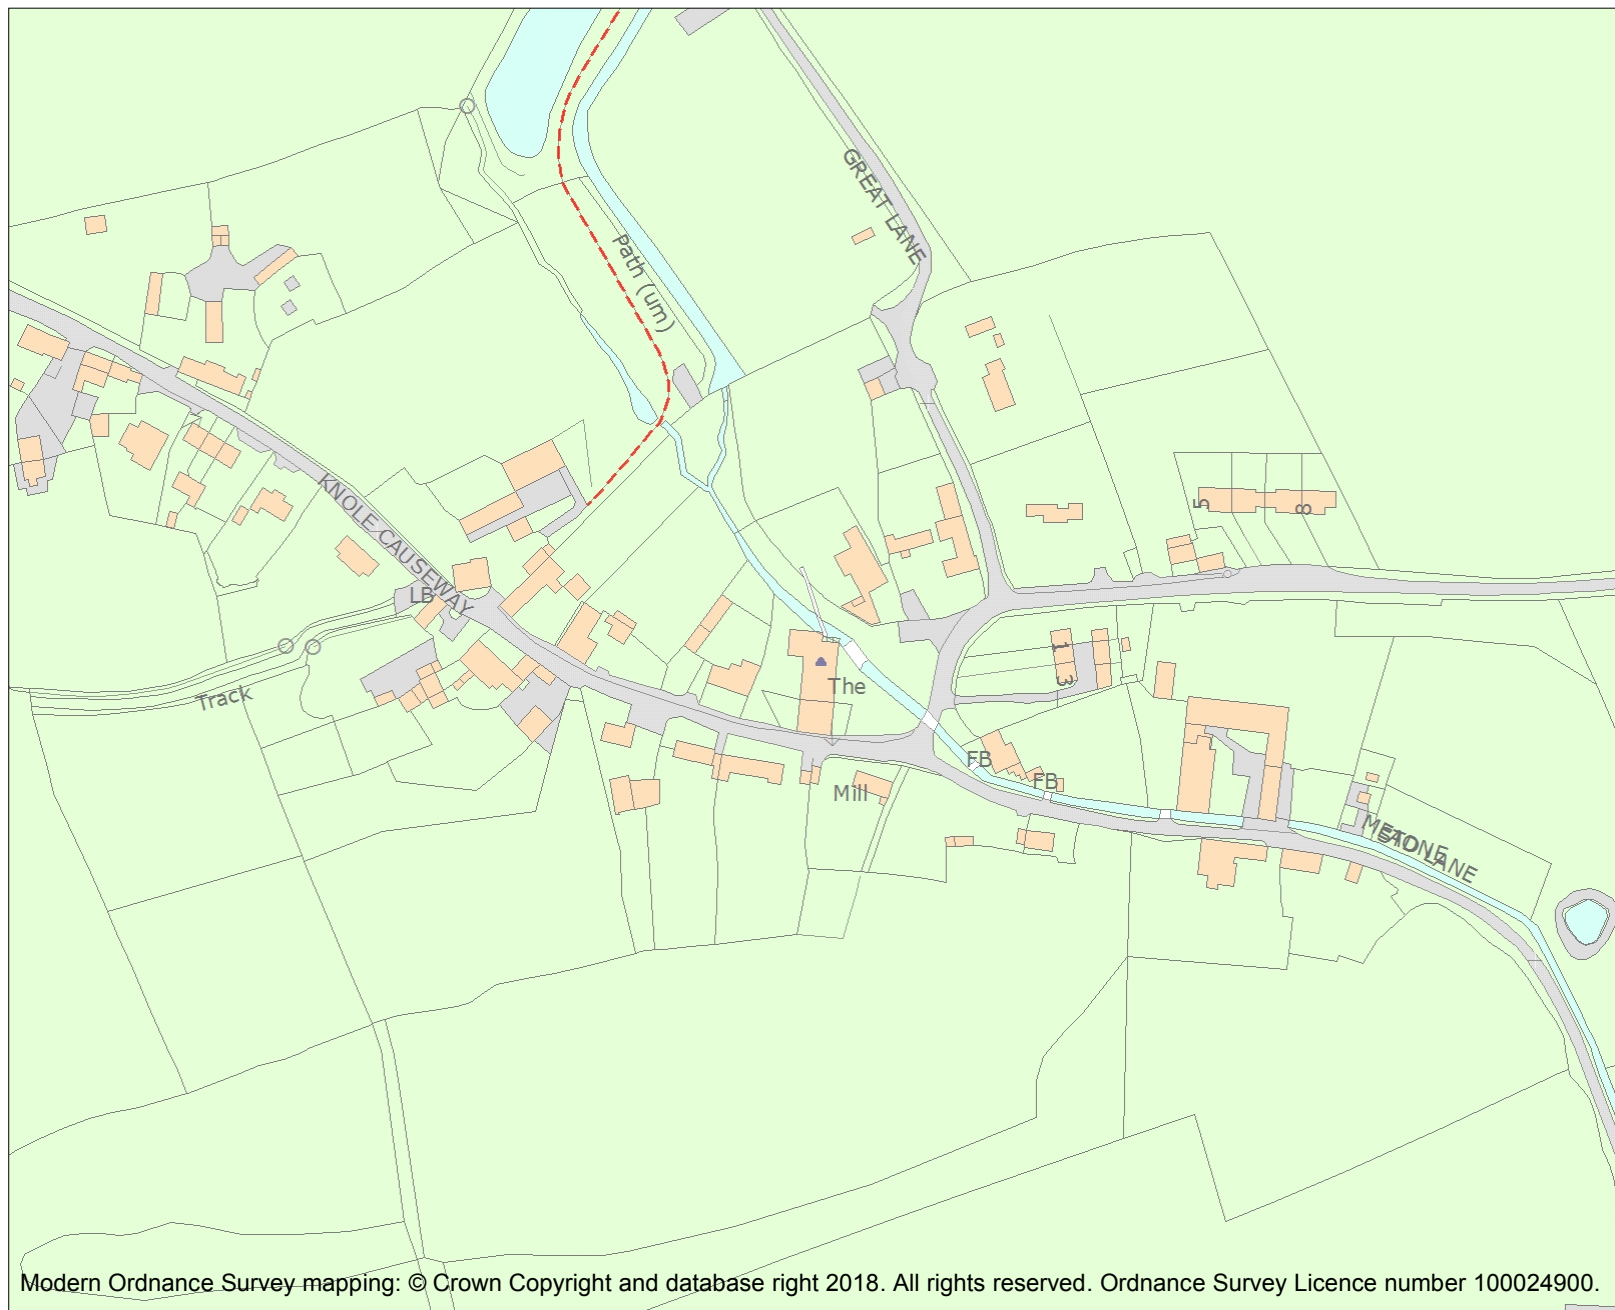 GREAT LANE
Path (um)
KNOLE CAUSEWAY
LB
Track
5
8
1
3
The
Mill
FB
FB
LANE
Modern Ordnance Survey mapping: © Crown Copyright and database right 2018. All rights reserved. Ordnance Survey Licence number 100024900.